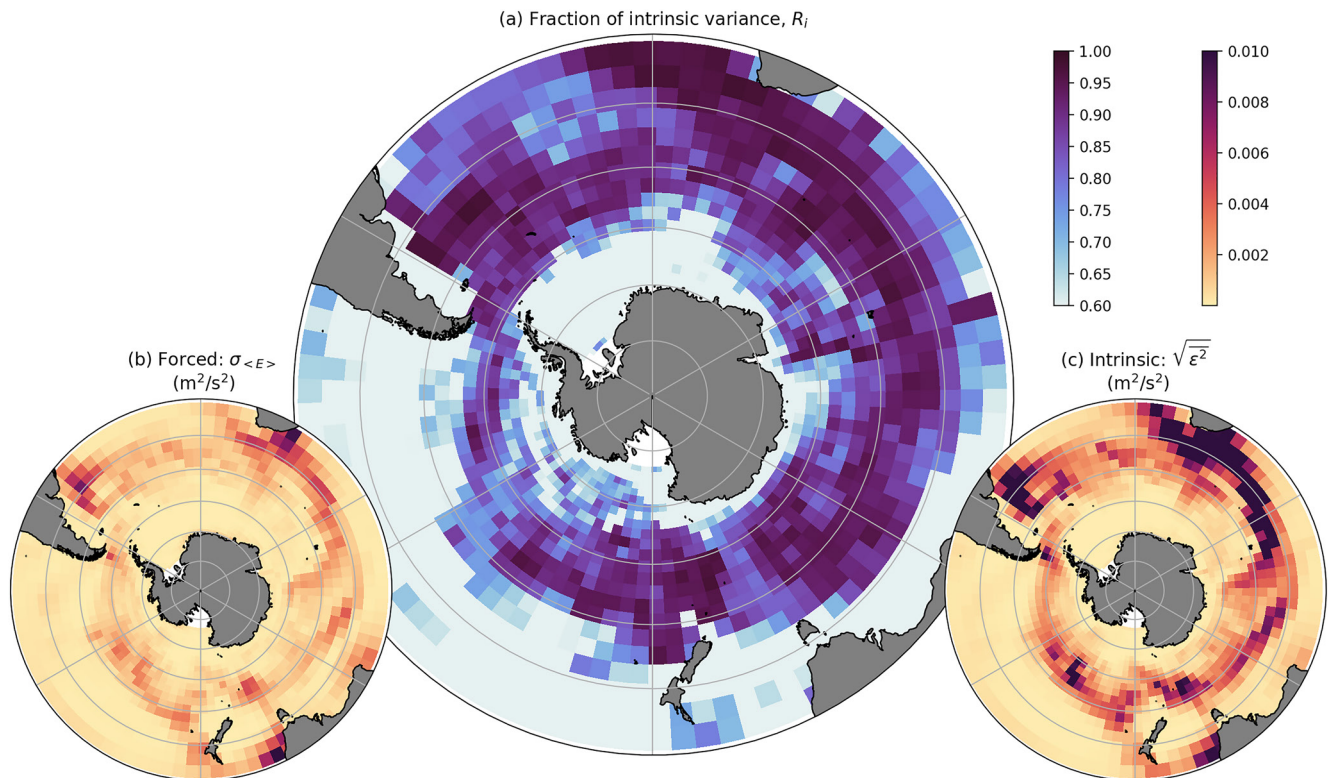 (a) Fraction of intrinsic variance, Rᵢ
1.00
0.95
0.90
0.85
0.80
0.75
0.70
0.65
0.60
0.010
0.008
0.006
0.004
0.002
(b) Forced: σ<E>
(m²/s²)
(c) Intrinsic: √ε²
(m²/s²)